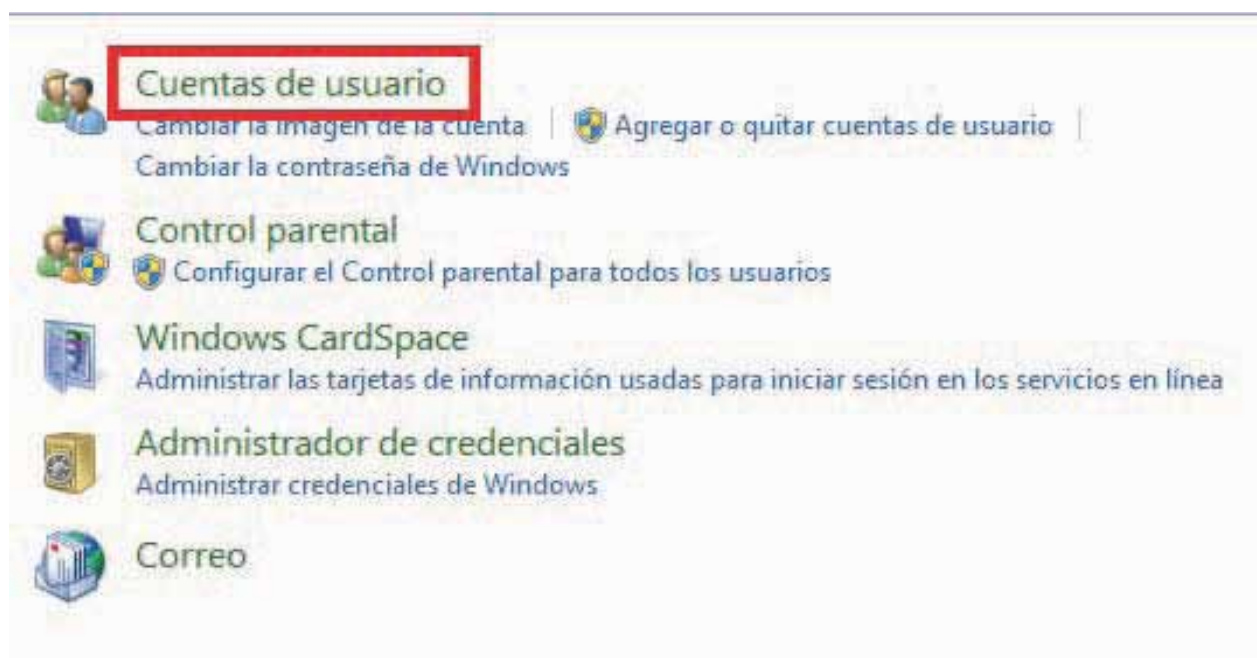 Cuentas de usuario
Cambiar la imagen de la cuenta | Agregar o quitar cuentas de usuario |
Cambiar la contraseña de Windows
Control parental
Configurar el Control parental para todos los usuarios
Windows CardSpace
Administrar las tarjetas de información usadas para iniciar sesión en los servicios en línea
Administrador de credenciales
Administrar credenciales de Windows
Correo